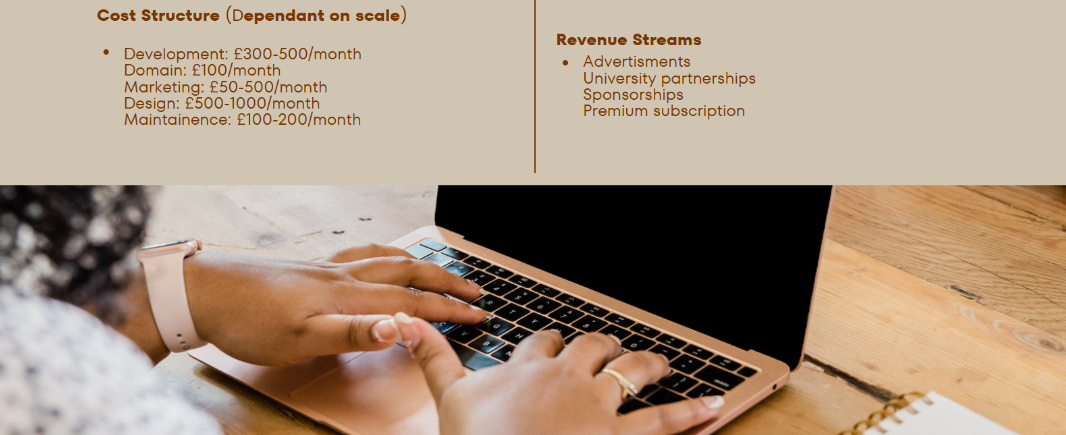 Cost Structure (Dependant on scale)
• Development: £300-500/month
Domain: £100/month
Marketing: £50-500/month
Design: £500-1000/month
Maintainence: £100-200/month
Revenue Streams
• Advertisments
University partnerships
Sponsorships
Premium subscription